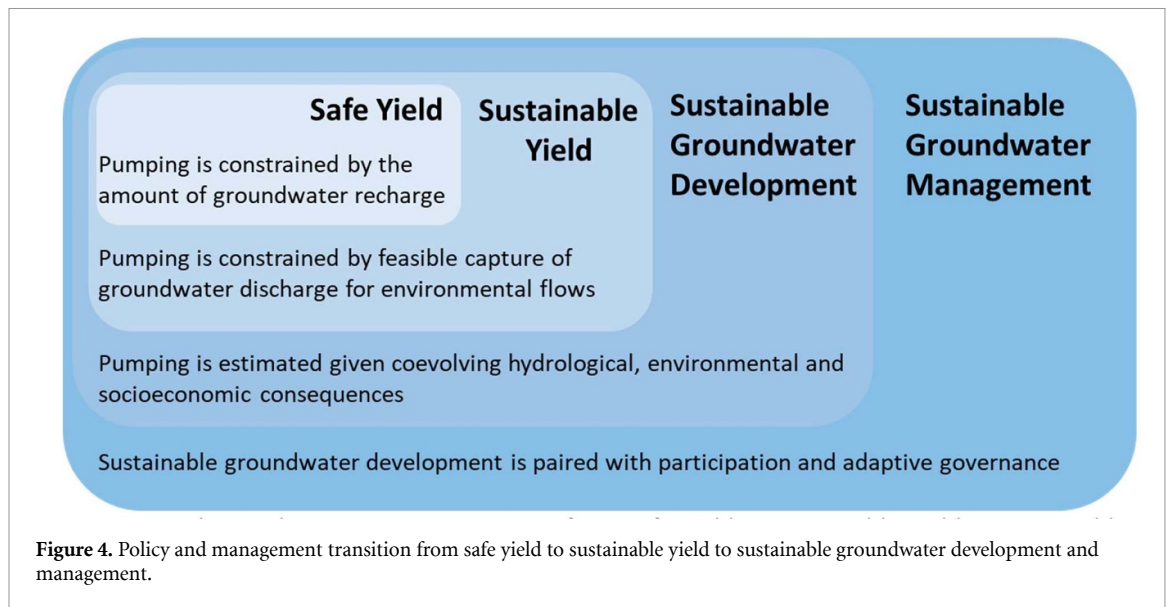 Safe Yield
Pumping is constrained by the
amount of groundwater recharge
Sustainable
Yield
Pumping is constrained by feasible capture of
groundwater discharge for environmental flows
Sustainable
Groundwater
Development
Pumping is estimated given coevolving hydrological, environmental and
socioeconomic consequences
Sustainable
Groundwater
Management
Sustainable groundwater development is paired with participation and adaptive governance
Figure 4. Policy and management transition from safe yield to sustainable yield to sustainable groundwater development and
management.